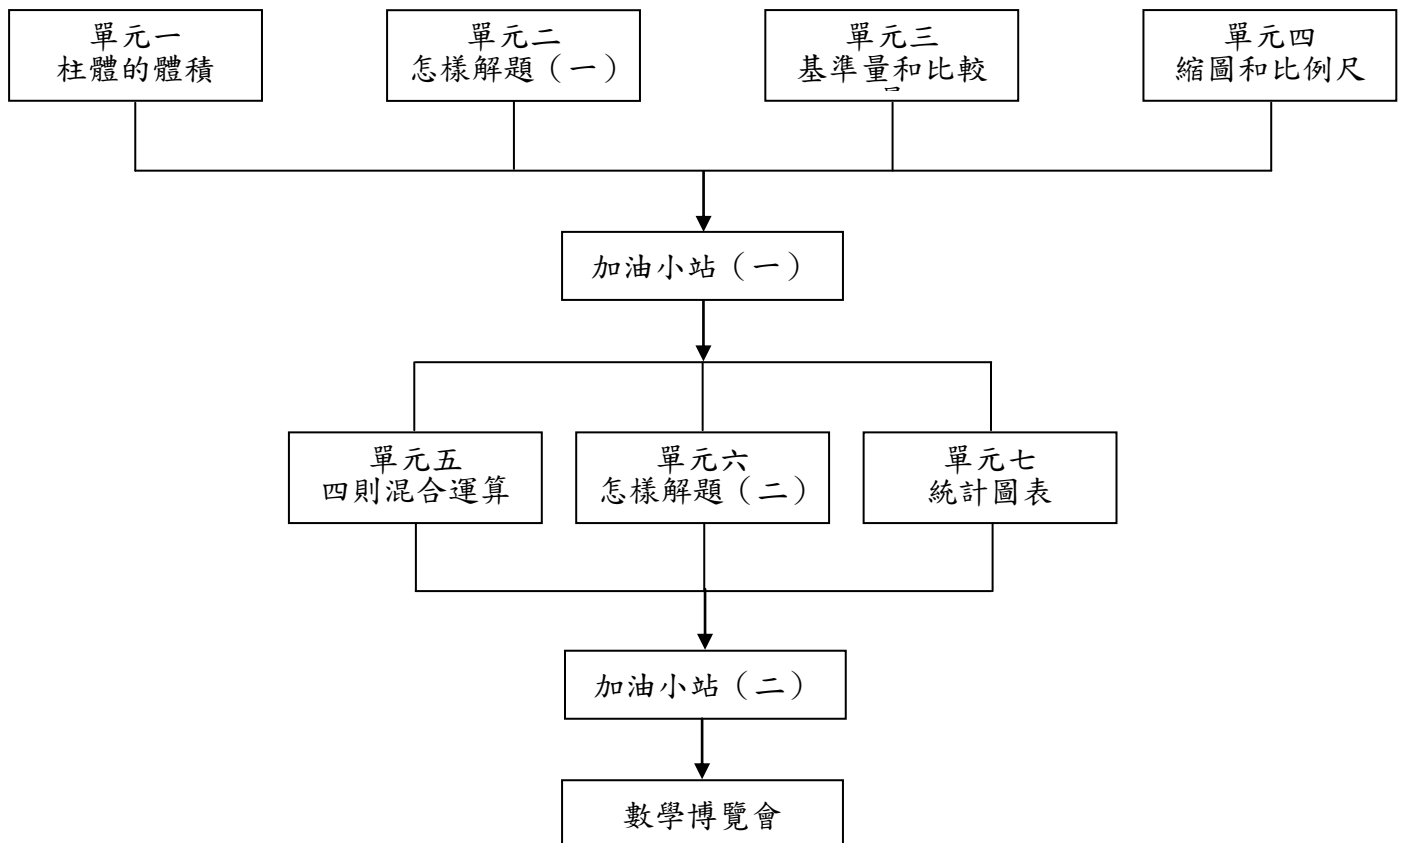 單元一
柱體的體積
單元二
怎樣解題（一）
單元三
基準量和比較
單元四
縮圖和比例尺
加油小站（一）
單元五
四則混合運算
單元六
怎樣解題（二）
單元七
統計圖表
加油小站（二）
數學博覽會